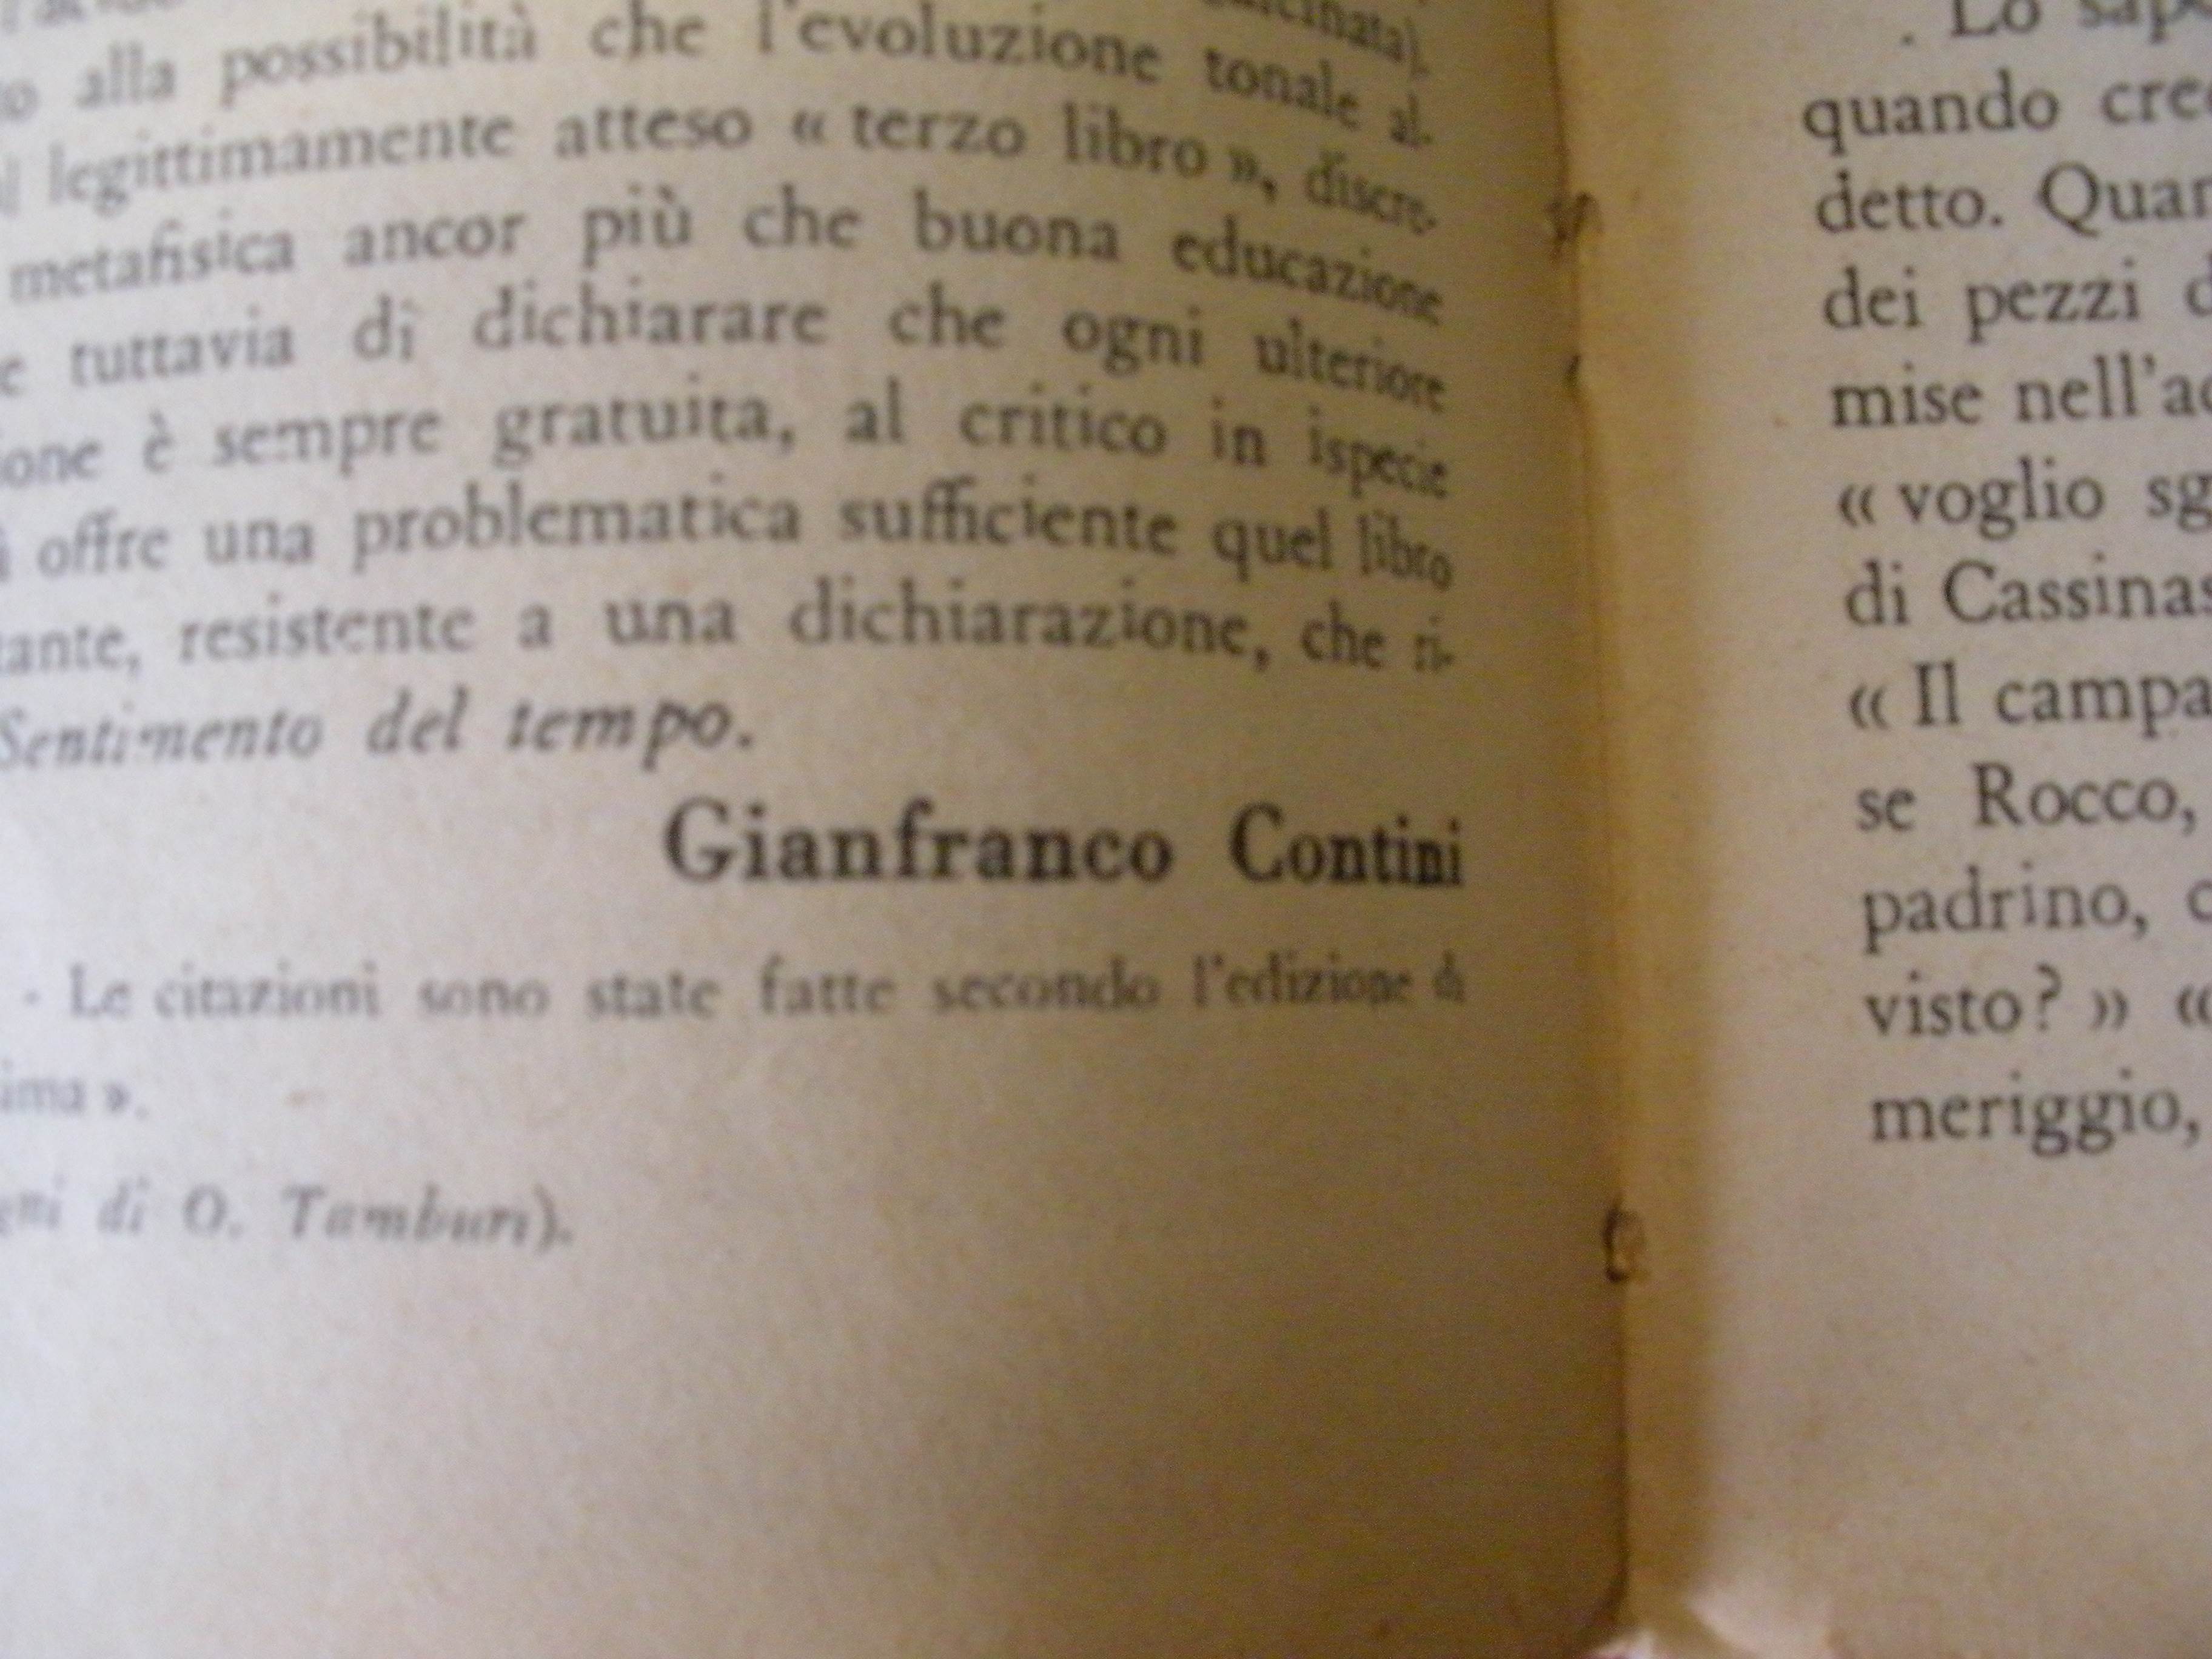 alla possibilità che l'evoluzione tonale al-
legittimamente atteso « terzo libro », discre-
metafisica ancor più che buona educazione
tuttavia di dichiarare che ogni ulteriore
è sempre gratuita, al critico in ispecie
offre una problematica sufficiente quel libro
resistente a una dichiarazione, che ri-
Sentimento del tempo.
Gianfranco Contini
- Le citazioni sono state fatte secondo l'edizione di
di O. Tamburi).
. Lo
quando
detto.
dei pezzi
mise
« voglio
di
« Il
se Rocco,
padrino,
visto? » «
meriggio,